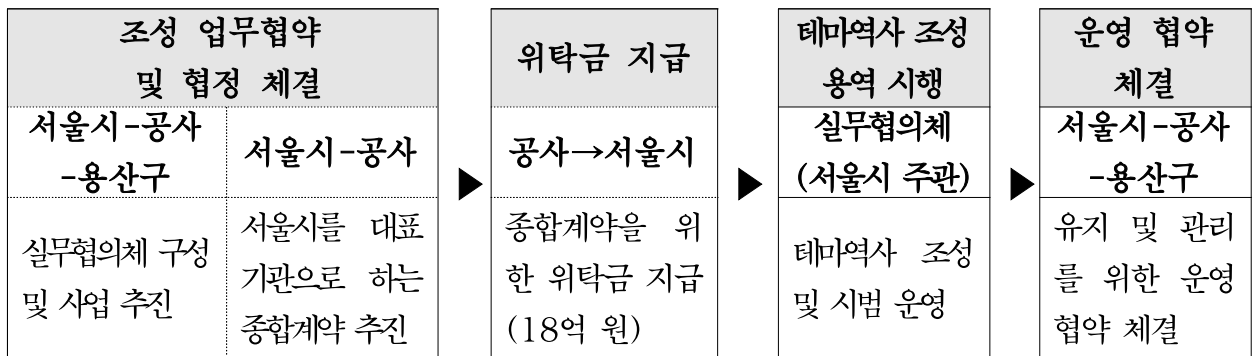 조성 업무협약
및 협정 체결
서울시-공사
-용산구
서울시-공사
실무협의체 구성
및 사업 추진
서울시를 대표
기관으로 하는
종합계약 추진
▶
위탁금 지급
공사→서울시
종합계약을 위
한 위탁금 지급
(18억 원)
▶
테마역사 조성
용역 시행
실무협의체
(서울시 주관)
테마역사 조성
및 시범 운영
▶
운영 협약
체결
서울시-공사
-용산구
유지 및 관리
를 위한 운영
협약 체결